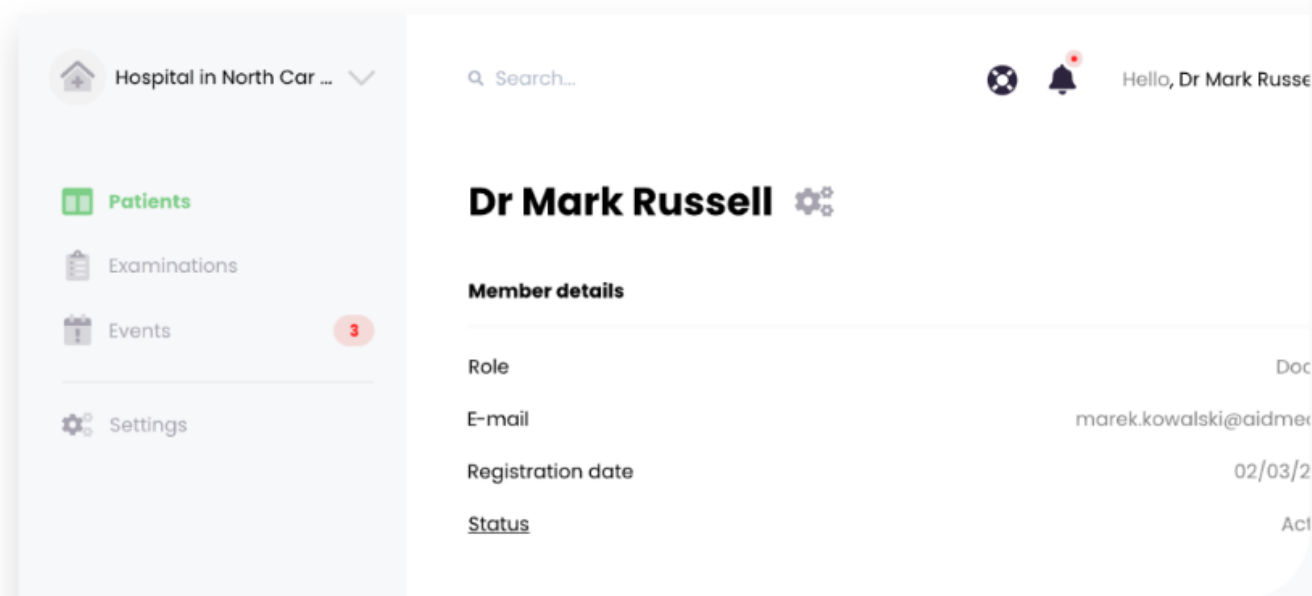 Hospital in North Car ...
Search...
Hello, Dr Mark Russe
Patients
Examinations
Events 3
Settings
Dr Mark Russell
Member details
Role Doc
E-mail marek.kowalski@aidmed
Registration date 02/03/2
Status Act